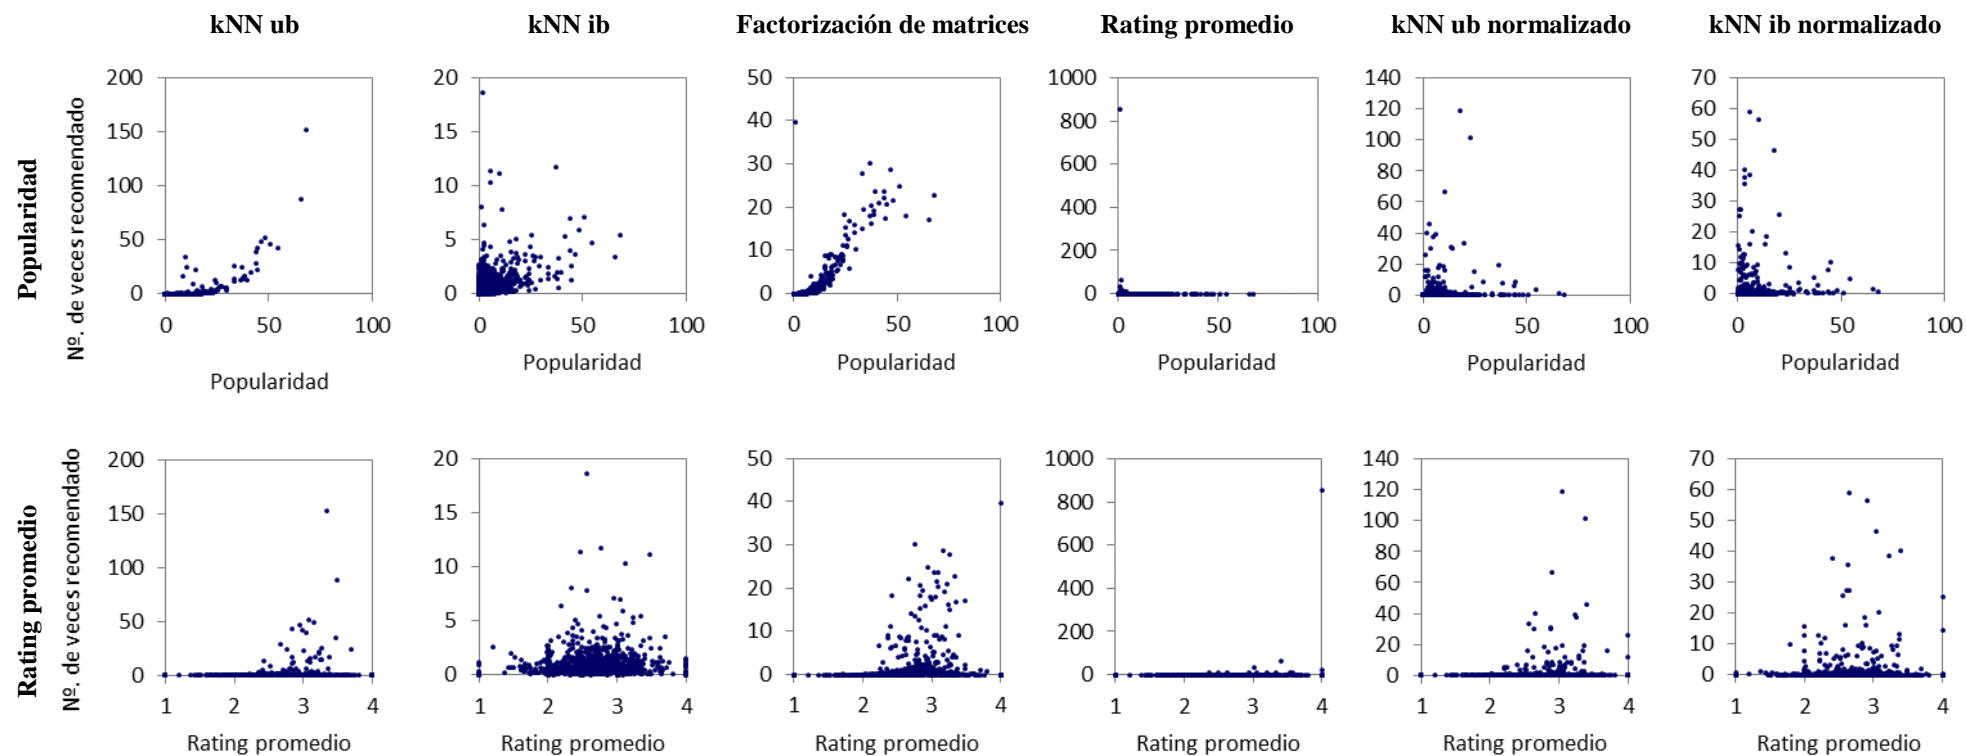 kNN ub
kNN ib
Factorización de matrices
Rating promedio
kNN ub normalizado
kNN ib normalizado
Popularidad
Nº. de veces recomendado
200
150
100
50
0
0 50 100
Popularidad
20
15
10
5
0
0 50 100
Popularidad
50
40
30
20
10
0
0 50 100
1000
800
600
400
200
0
0 50 100
Popularidad
140
120
100
80
60
40
20
0
0 50 100
Popularidad
70
60
50
40
30
20
10
0
0 50 100
Popularidad
Rating promedio
Nº. de veces recomendado
200
150
100
50
0
1 2 3 4
Rating promedio
20
15
10
5
0
1 2 3 4
Rating promedio
50
40
30
20
10
0
1 2 3 4
Rating promedio
1000
800
600
400
200
0
1 2 3 4
Rating promedio
140
120
100
80
60
40
20
0
1 2 3 4
Rating promedio
70
60
50
40
30
20
10
0
1 2 3 4
Rating promedio